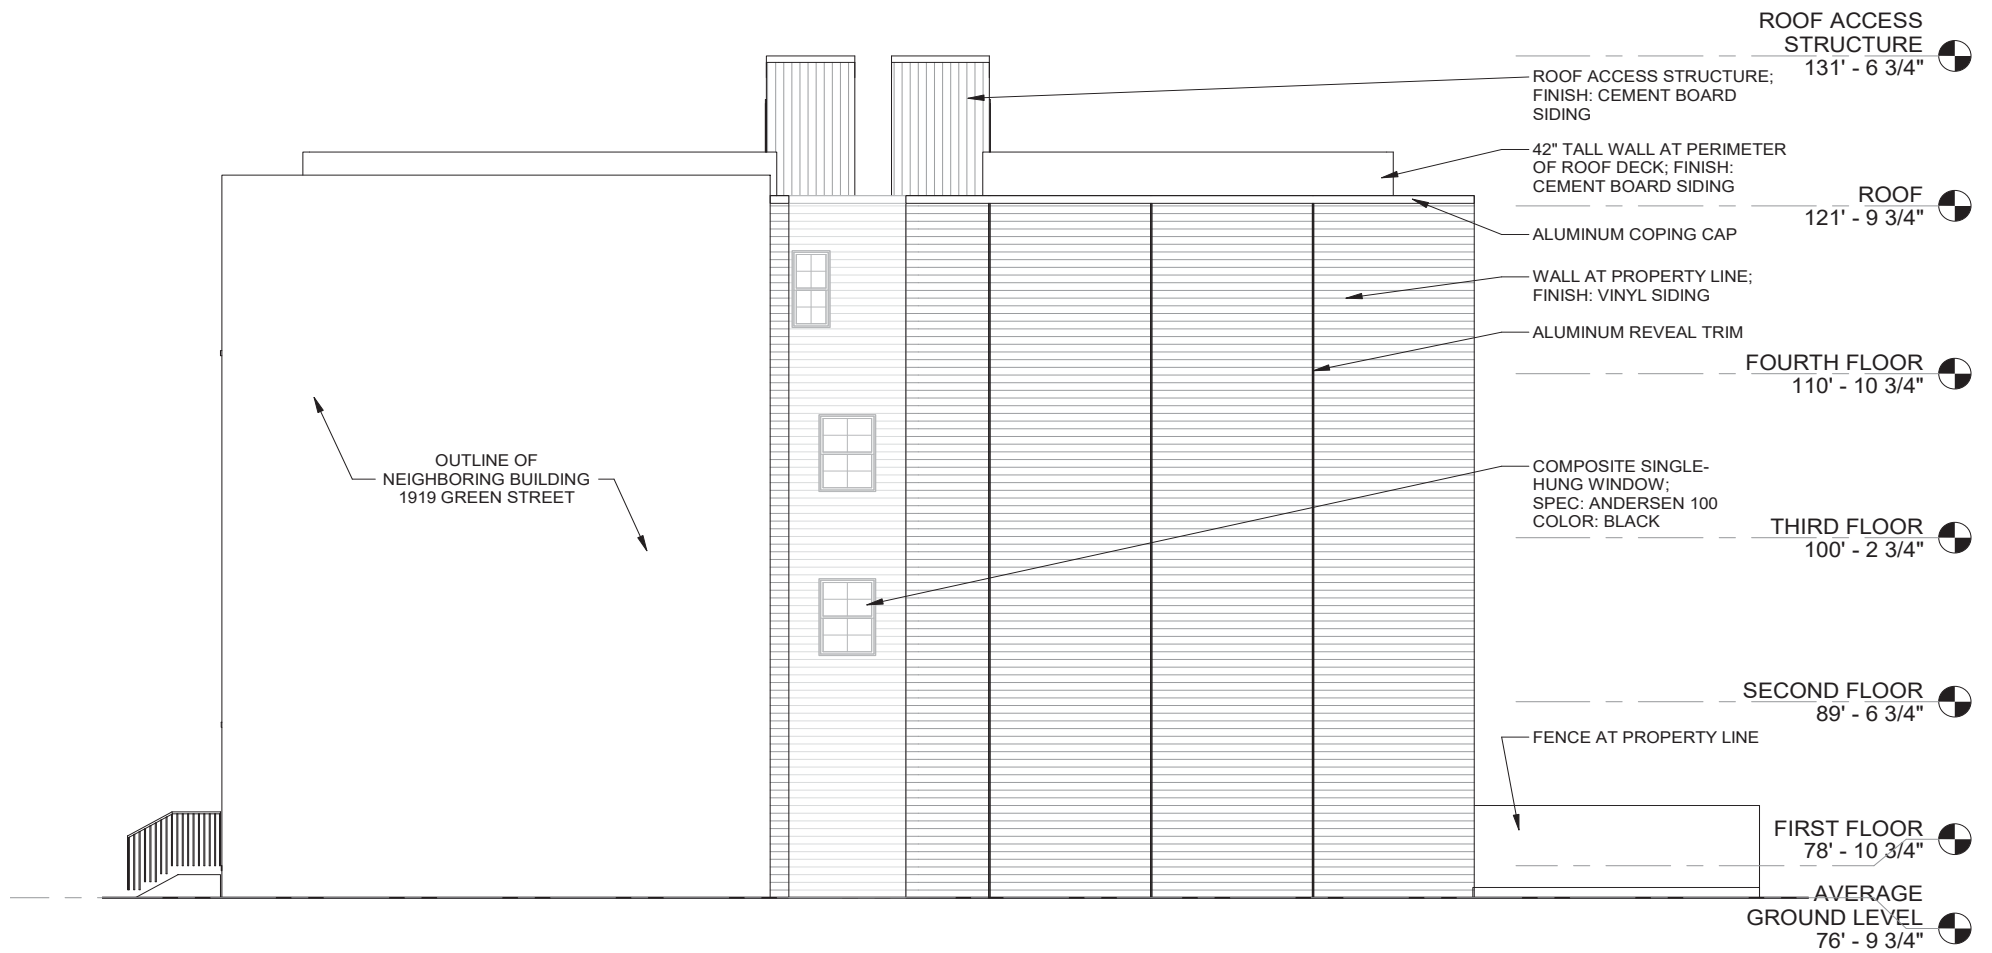 ROOF ACCESS
STRUCTURE
131' - 6 3/4"
ROOF ACCESS STRUCTURE;
FINISH: CEMENT BOARD
SIDING
42" TALL WALL AT PERIMETER
OF ROOF DECK; FINISH:
CEMENT BOARD SIDING
ROOF
121' - 9 3/4"
ALUMINUM COPING CAP
WALL AT PROPERTY LINE;
FINISH: VINYL SIDING
ALUMINUM REVEAL TRIM
FOURTH FLOOR
110' - 10 3/4"
OUTLINE OF
NEIGHBORING BUILDING
1919 GREEN STREET
COMPOSITE SINGLE-
HUNG WINDOW;
SPEC: ANDERSEN 100
COLOR: BLACK
THIRD FLOOR
100' - 2 3/4"
SECOND FLOOR
89' - 6 3/4"
FENCE AT PROPERTY LINE
FIRST FLOOR
78' - 10 3/4"
AVERAGE
GROUND LEVEL
76' - 9 3/4"